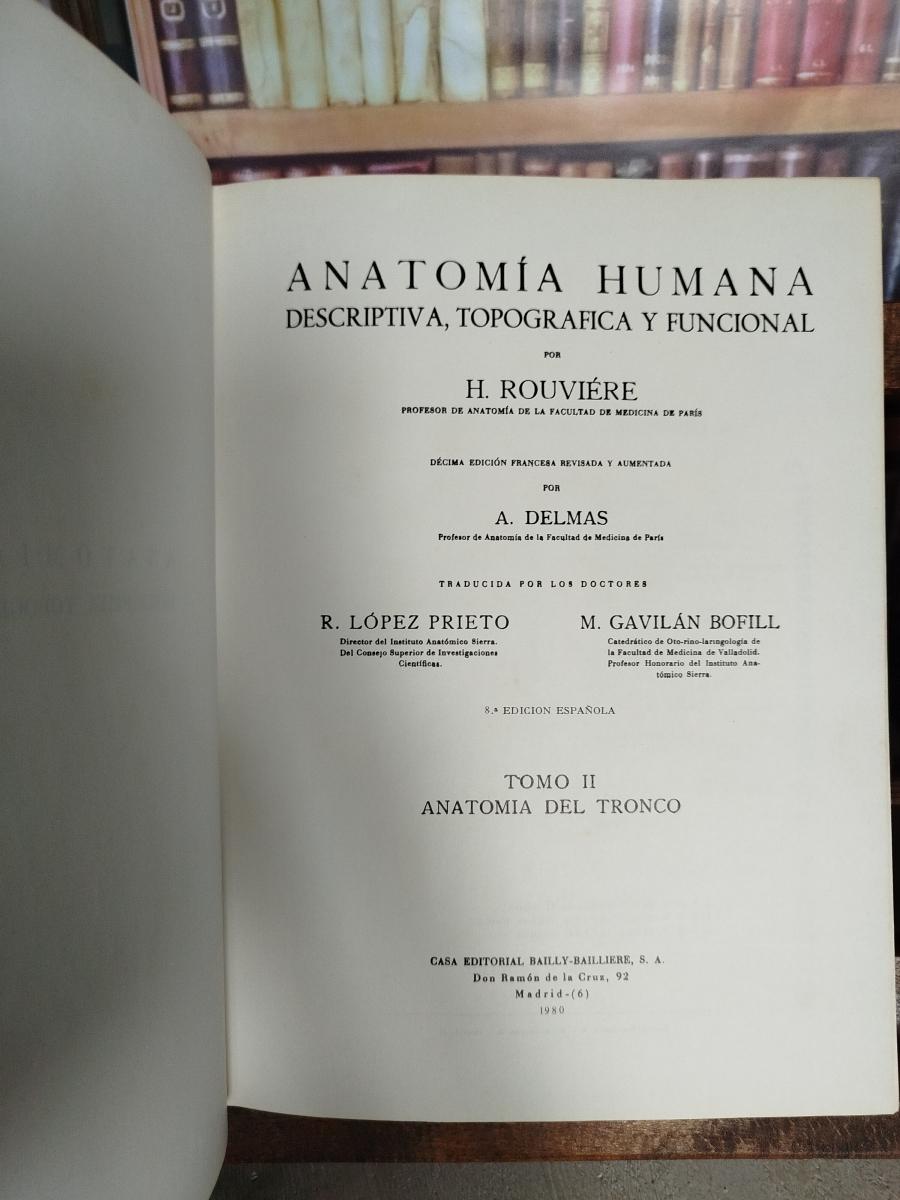 ANATOMÍA HUMANA
DESCRIPTIVA, TOPOGRAFICA Y FUNCIONAL
POR
H. ROUVIÉRE
PROFESOR DE ANATOMÍA DE LA FACULTAD DE MEDICINA DE PARÍS
DÉCIMA EDICIÓN FRANCESA REVISADA Y AUMENTADA
POR
A. DELMAS
Profesor de Anatomía de la Facultad de Medicina de París
TRADUCIDA POR LOS DOCTORES
R. LÓPEZ PRIETO
Director del Instituto Anatómico Sierra.
Del Consejo Superior de Investigaciones
Científicas.
M. GAVILÁN BOFILL
Catedrático de Oto-rino-laringología de
la Facultad de Medicina de Valladolid.
Profesor Honorario del Instituto Ana-
tómico Sierra.
8.ª EDICION ESPAÑOLA
TOMO II
ANATOMIA DEL TRONCO
CASA EDITORIAL BAILLY-BAILLIERE, S. A.
Don Ramón de la Cruz, 92
Madrid-(6)
1980